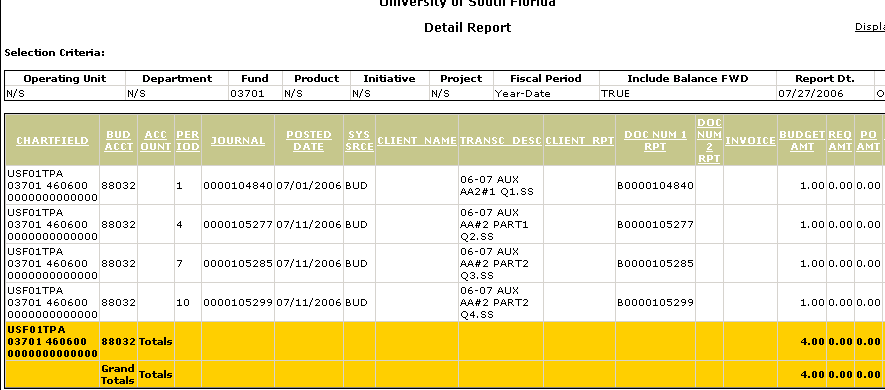 University of South Florida
Detail Report
Displa
Selection Criteria:
Operating Unit Department Fund Product Initiative Project Fiscal Period Include Balance FWD Report Dt.
N/S N/S 03701 N/S N/S N/S Year-Date TRUE 07/27/2006 O
CHARTFIELD BUD ACCT ACC OUNT PER IOD JOURNAL POSTED DATE SYS SRCE CLIENT_NAME TRANSC_DESC CLIENT_RPT DOC NUM 1 RPT DOC NUM 2 RPT INVOICE BUDGET AMT REQ AMT PO AMT
USF01TPA
03701 460600 88032 1 0000104840 07/01/2006 BUD 06-07 AUX AA2#1 Q1.SS B0000104840 1.00 0.00 0.00
0000000000000
USF01TPA
03701 460600 88032 4 0000105277 07/11/2006 BUD 06-07 AUX AA#2 PART1 Q2.SS B0000105277 1.00 0.00 0.00
0000000000000
USF01TPA
03701 460600 88032 7 0000105285 07/11/2006 BUD 06-07 AUX AA#2 PART2 Q3.SS B0000105285 1.00 0.00 0.00
0000000000000
USF01TPA
03701 460600 88032 10 0000105299 07/11/2006 BUD 06-07 AUX AA#2 PART2 Q4.SS B0000105299 1.00 0.00 0.00
0000000000000
USF01TPA
03701 460600 88032 Totals 4.00 0.00 0.00
0000000000000
Grand Totals Totals 4.00 0.00 0.00